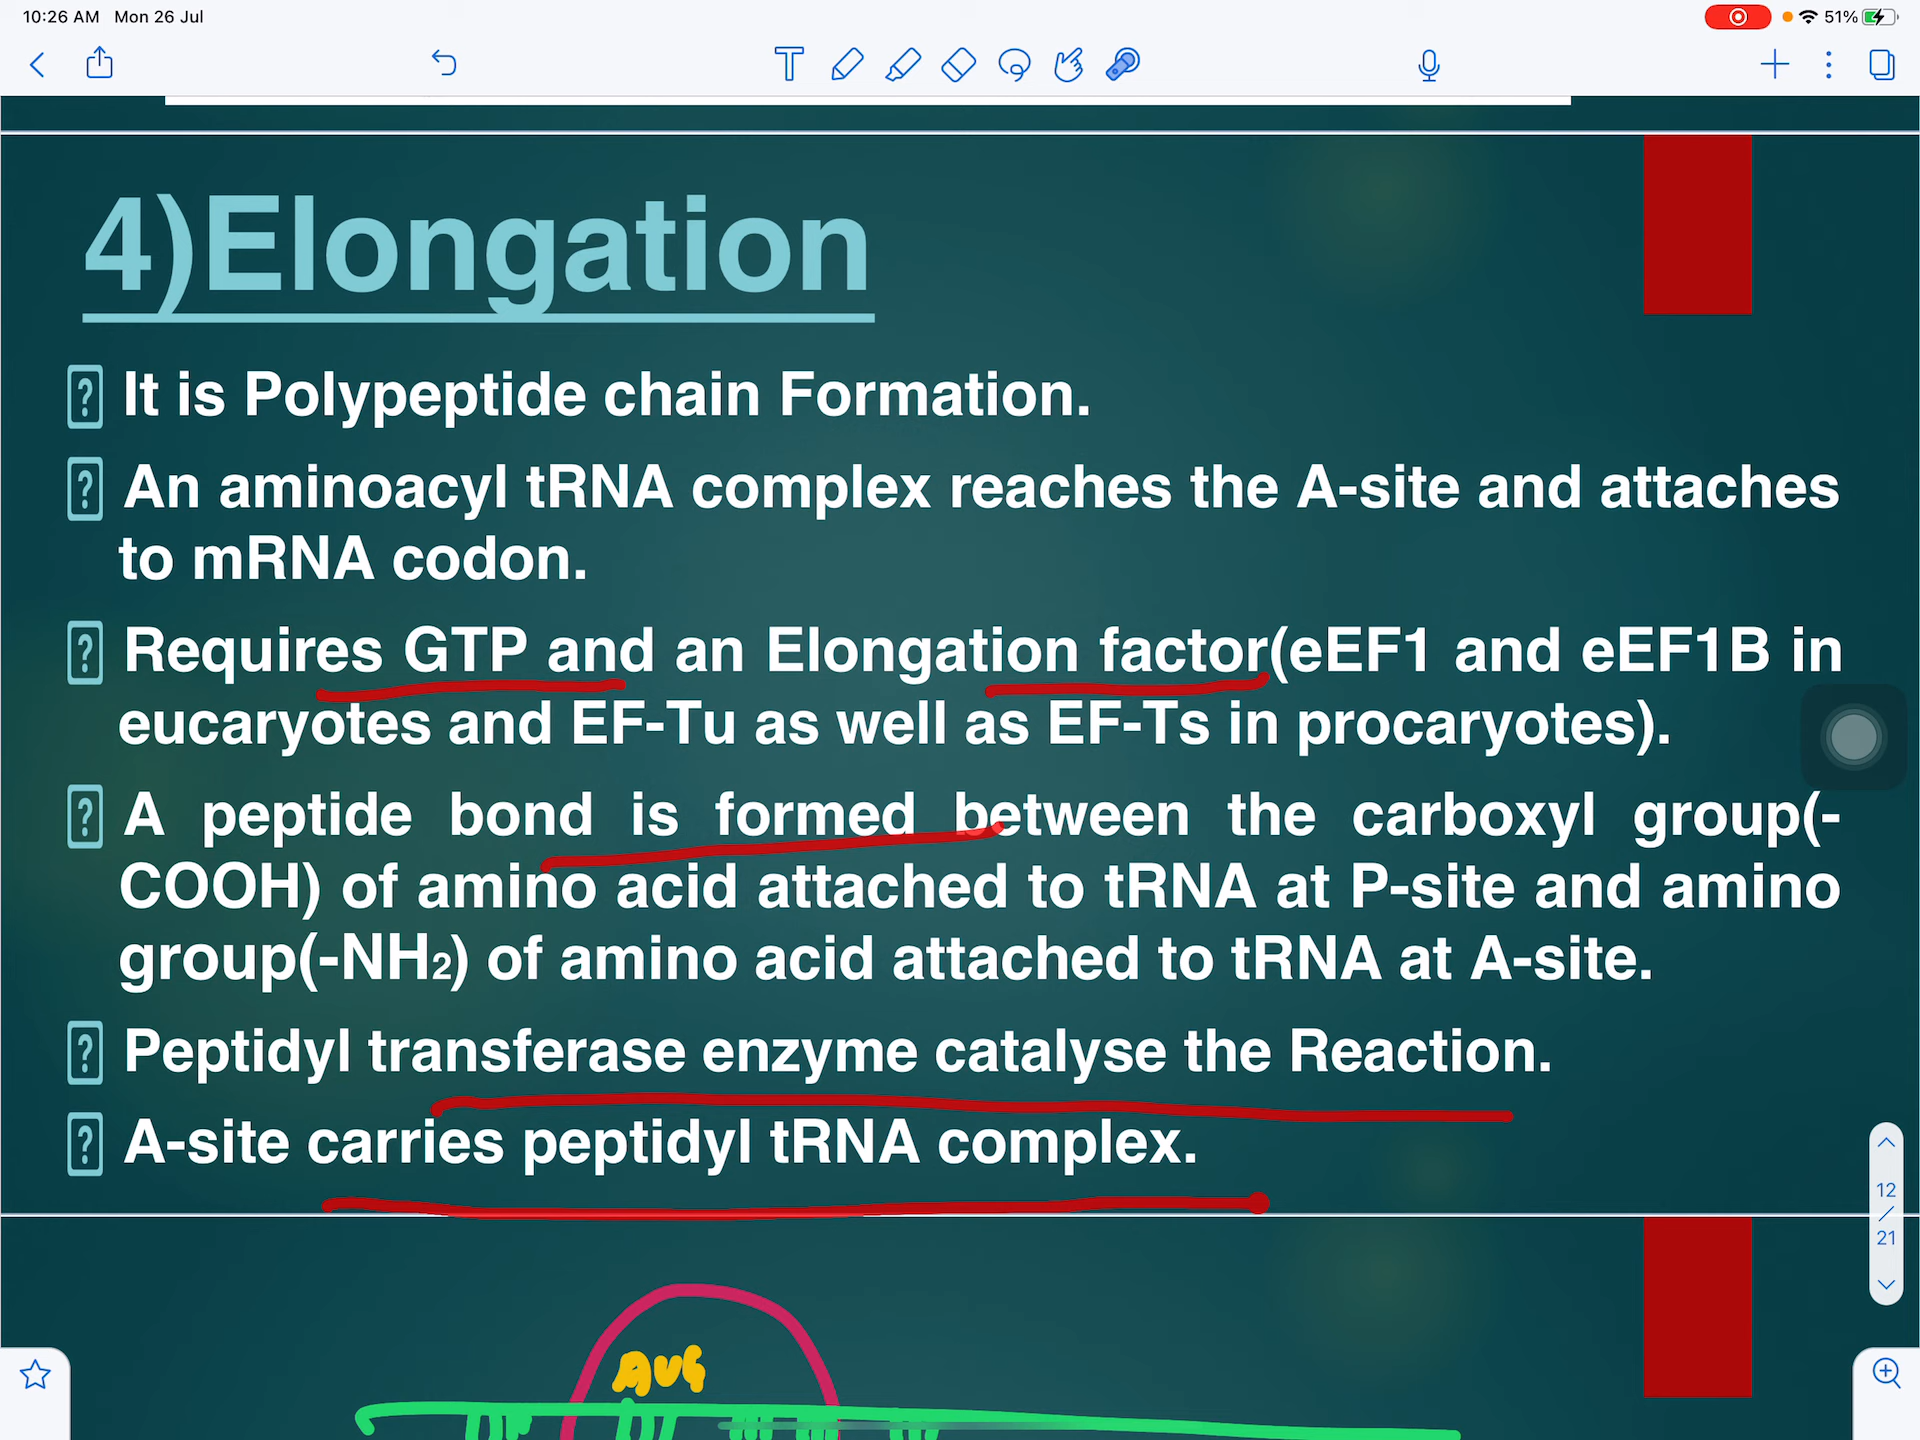 10:26 AM Mon 26 Jul
51%
4)Elongation
It is Polypeptide chain Formation.
An aminoacyl tRNA complex reaches the A-site and attaches
to mRNA codon.
Requires GTP and an Elongation factor(eEF1 and eEF1B in
eucaryotes and EF-Tu as well as EF-Ts in procaryotes).
A peptide bond is formed between the carboxyl group(-
COOH) of amino acid attached to tRNA at P-site and amino
group(-NH₂) of amino acid attached to tRNA at A-site.
Peptidyl transferase enzyme catalyse the Reaction.
A-site carries peptidyl tRNA complex.
12
/
21
AUG